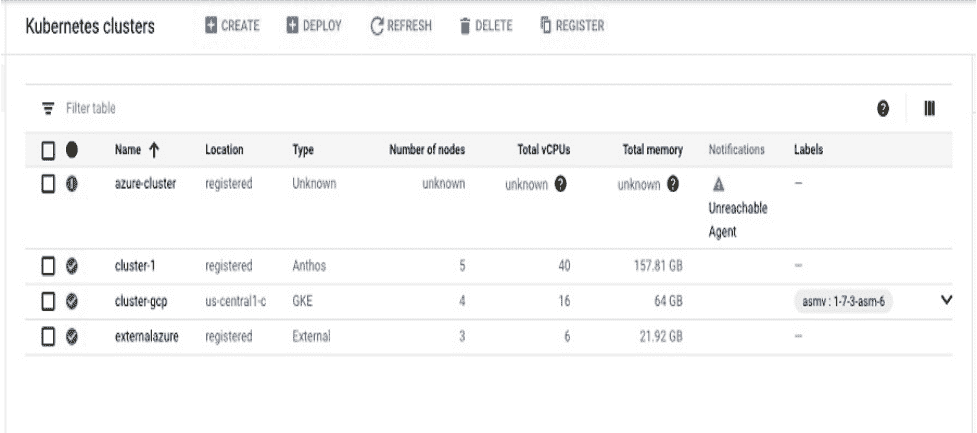 Kubernetes clusters CREATE DEPLOY REFRESH DELETE REGISTER
Filter table
Name Location Type Number of nodes Total vCPUs Total memory Notifications Labels
azure-cluster registered Unknown unknown unknown unknown –
Unreachable
Agent
cluster-1 registered Anthos 5 40 157.81 GB –
cluster-gcp us-central1-c GKE 4 16 64 GB asmv : 1-7-3-asm-6
externalazure registered External 3 6 21.92 GB –